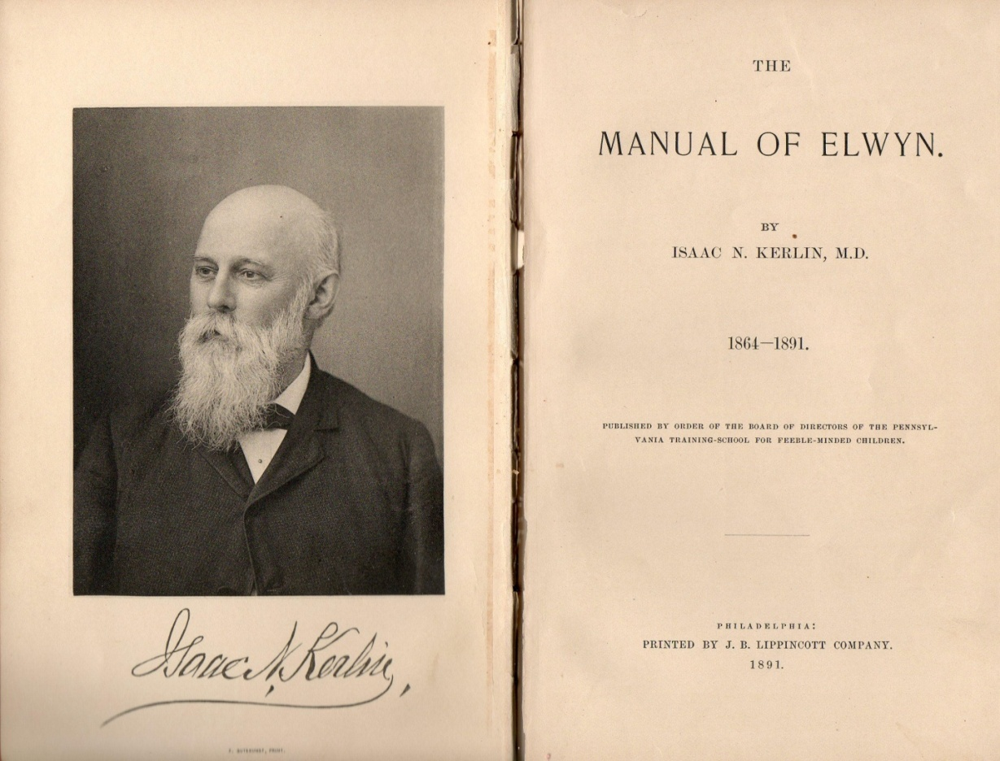 Isaac N. Kerlin,
F. GUTEKUNST, PRINT.
THE
MANUAL OF ELWYN.
BY
ISAAC N. KERLIN, M.D.
1864—1891.
PUBLISHED BY ORDER OF THE BOARD OF DIRECTORS OF THE PENNSYL-
VANIA TRAINING-SCHOOL FOR FEEBLE-MINDED CHILDREN.
PHILADELPHIA:
PRINTED BY J. B. LIPPINCOTT COMPANY.
1891.